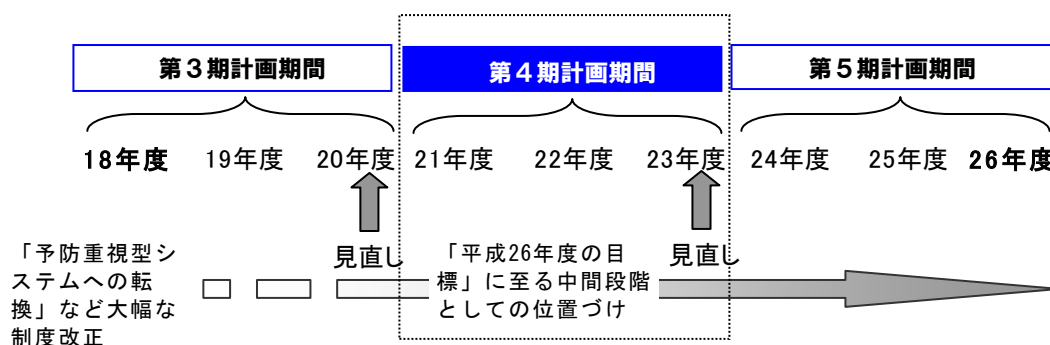 第３期計画期間
第４期計画期間
第５期計画期間
18年度 19年度 20年度 21年度 22年度 23年度 24年度 25年度 26年度
見直し
見直し
「予防重視型シ
ステムへの転
換」など大幅な
制度改正
「平成26年度の目
標」に至る中間段階
としての位置づけ